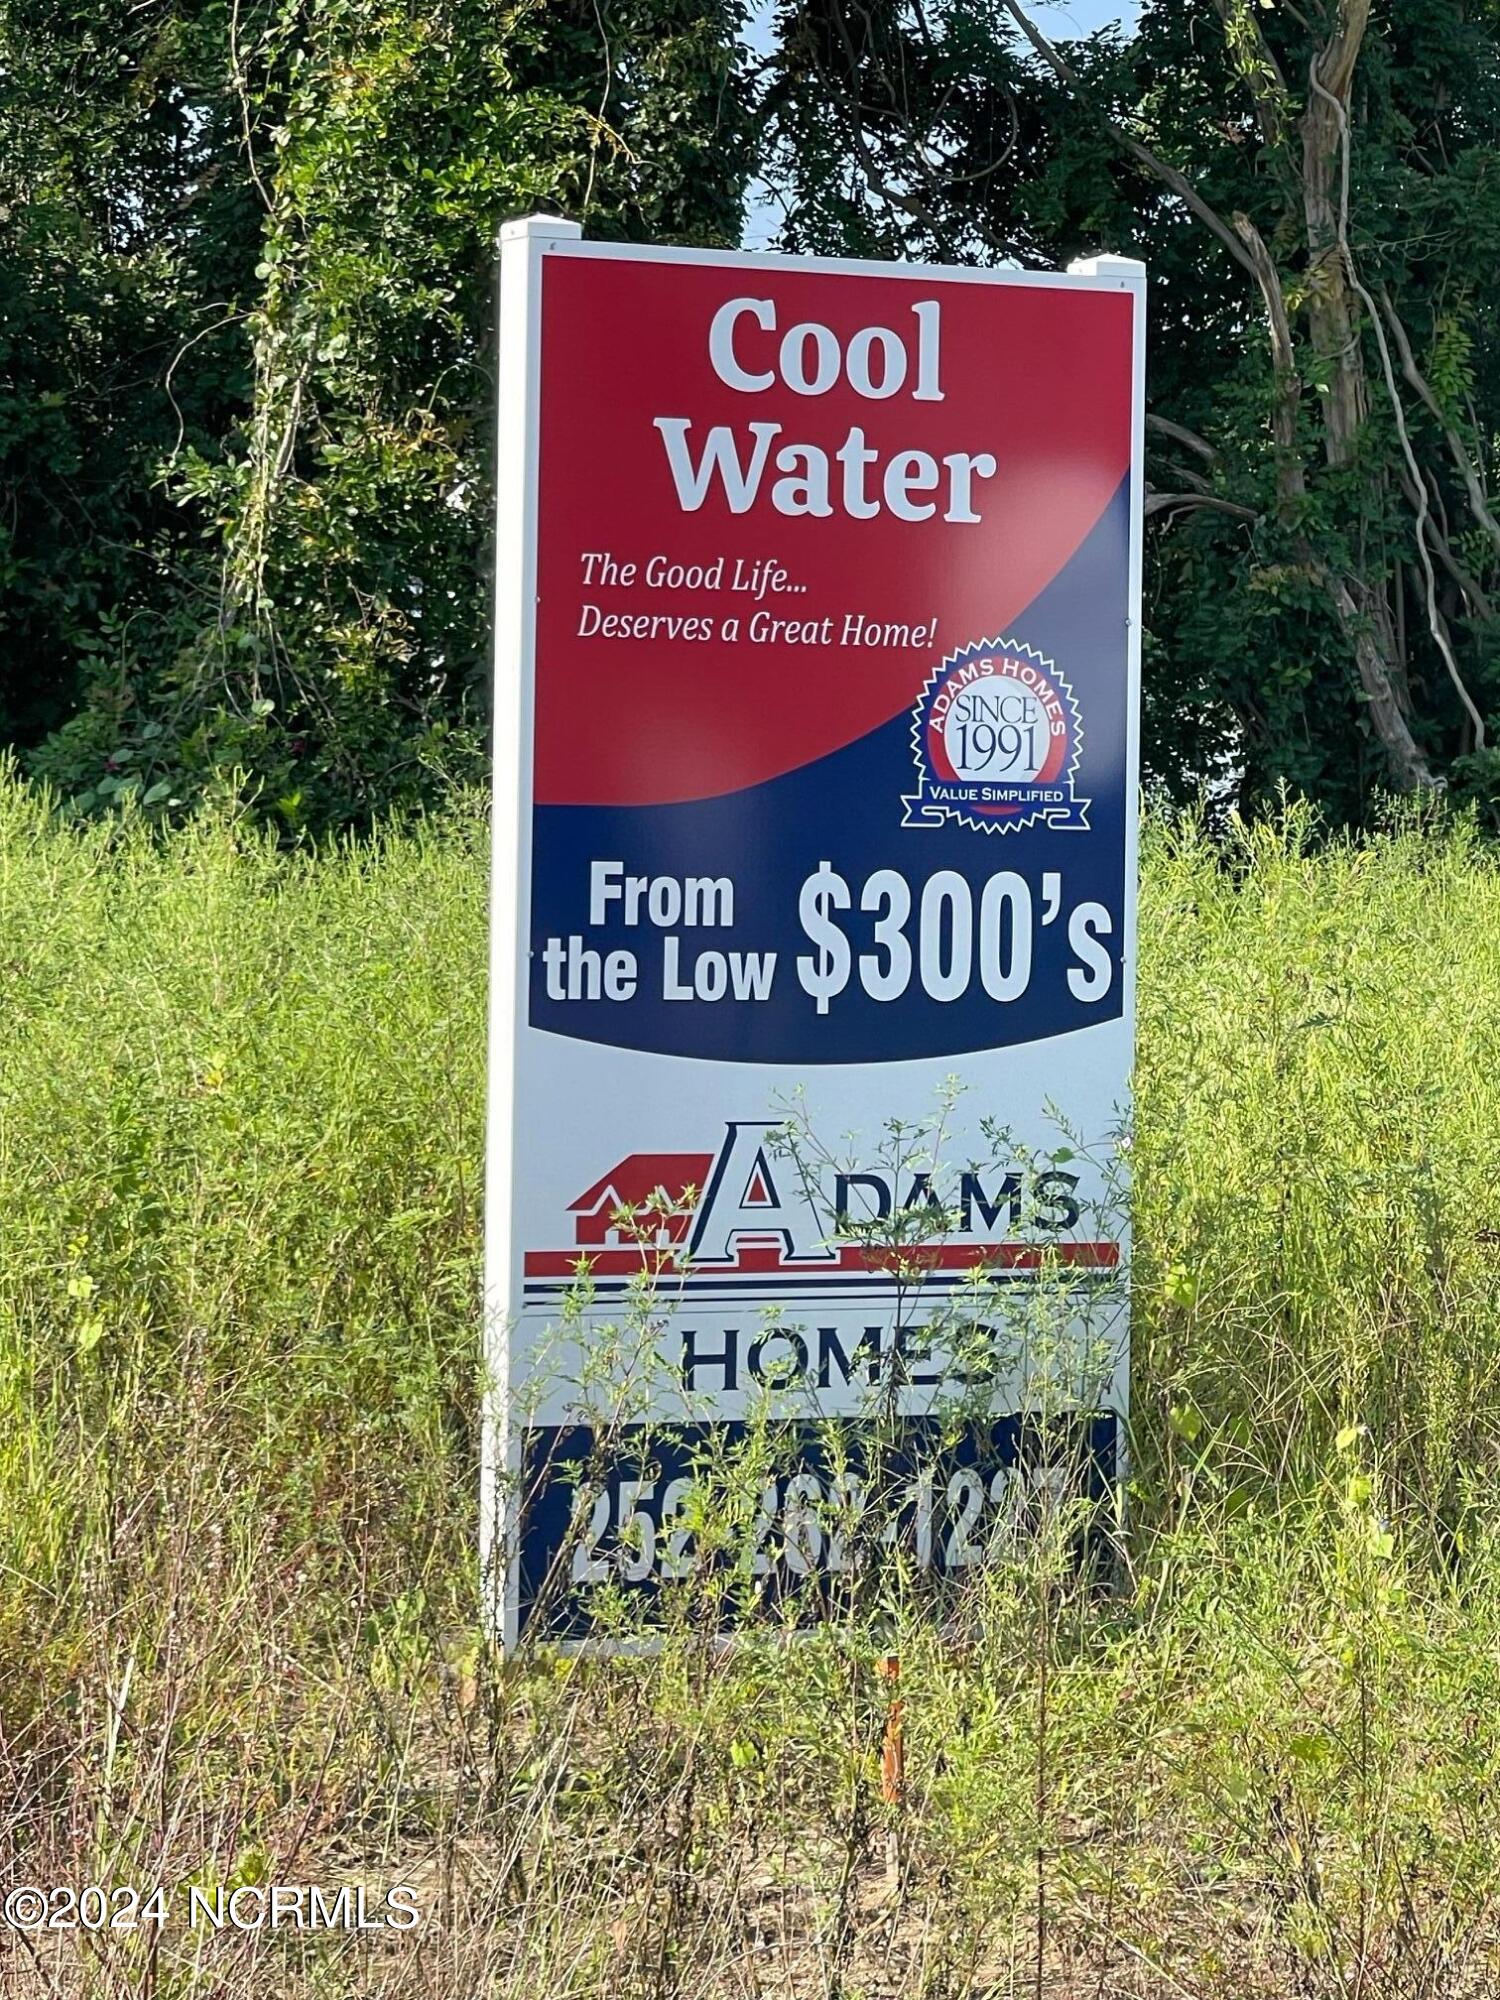 Cool
Water
The Good Life...
Deserves a Great Home!
ADAMS HOMES
SINCE
1991
VALUE SIMPLIFIED
From
the Low $300's
ADAMS
HOMES
©2024 NCRMLS